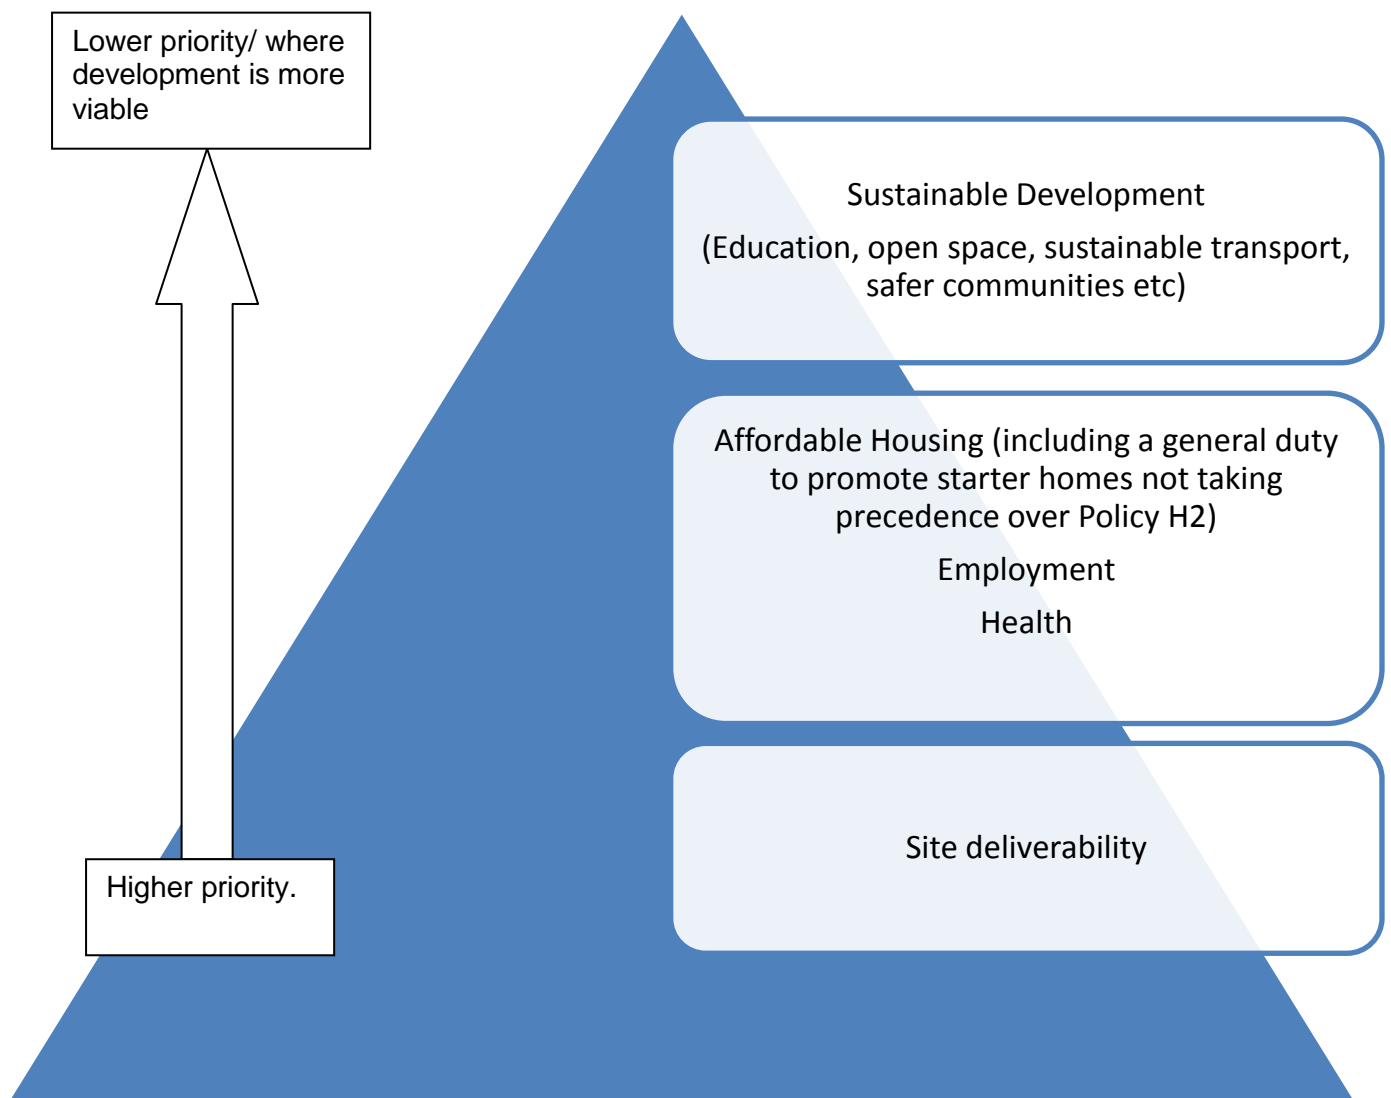 Lower priority/ where
development is more
viable
Sustainable Development
(Education, open space, sustainable transport,
safer communities etc)
Affordable Housing (including a general duty
to promote starter homes not taking
precedence over Policy H2)
Employment
Health
Site deliverability
Higher priority.